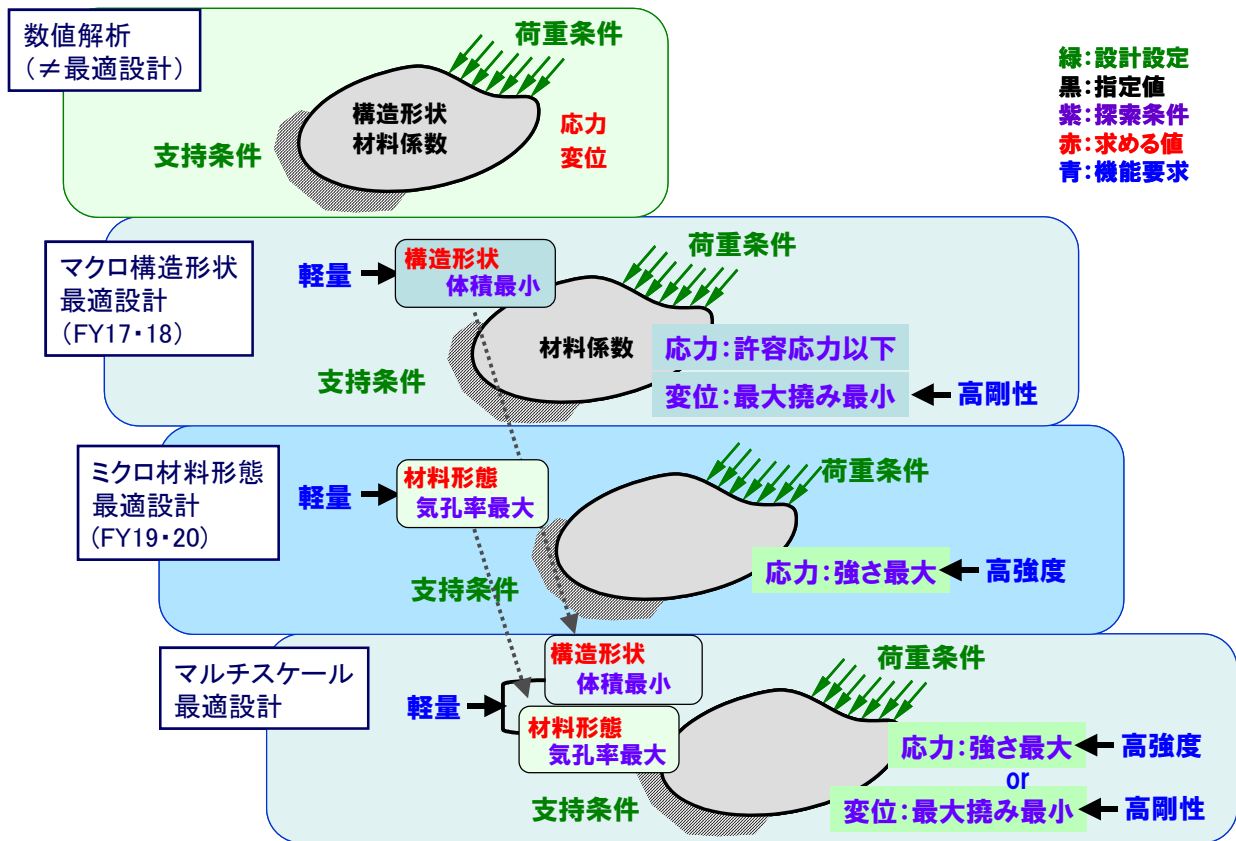 数値解析
(≠最適設計)
荷重条件
構造形状
材料係数
応力
変位
支持条件
緑:設計設定
黒:指定値
紫:探索条件
赤:求める値
青:機能要求
マクロ構造形状
最適設計
(FY17・18)
軽量
構造形状
体積最小
荷重条件
材料係数
応力:許容応力以下
変位:最大撓み最小
高剛性
支持条件
ミクロ材料形態
最適設計
(FY19・20)
軽量
材料形態
気孔率最大
荷重条件
応力:強さ最大
高強度
支持条件
マルチスケール
最適設計
軽量
構造形状
体積最小
材料形態
気孔率最大
荷重条件
応力:強さ最大
高強度
or
変位:最大撓み最小
高剛性
支持条件